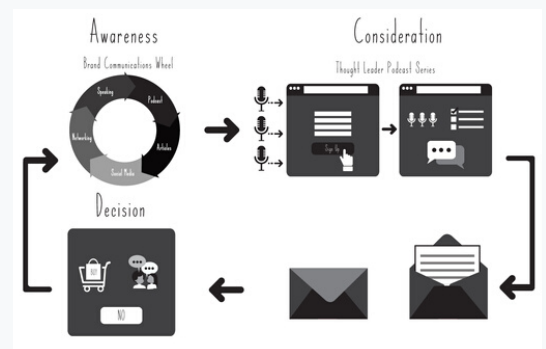 Awareness
Consideration
Brand Communications Wheel
Thought Leader Podcast Series
Speaking
Podcast
Networking
Articles
Social Media
Sign Up
Decision
BUY
NO